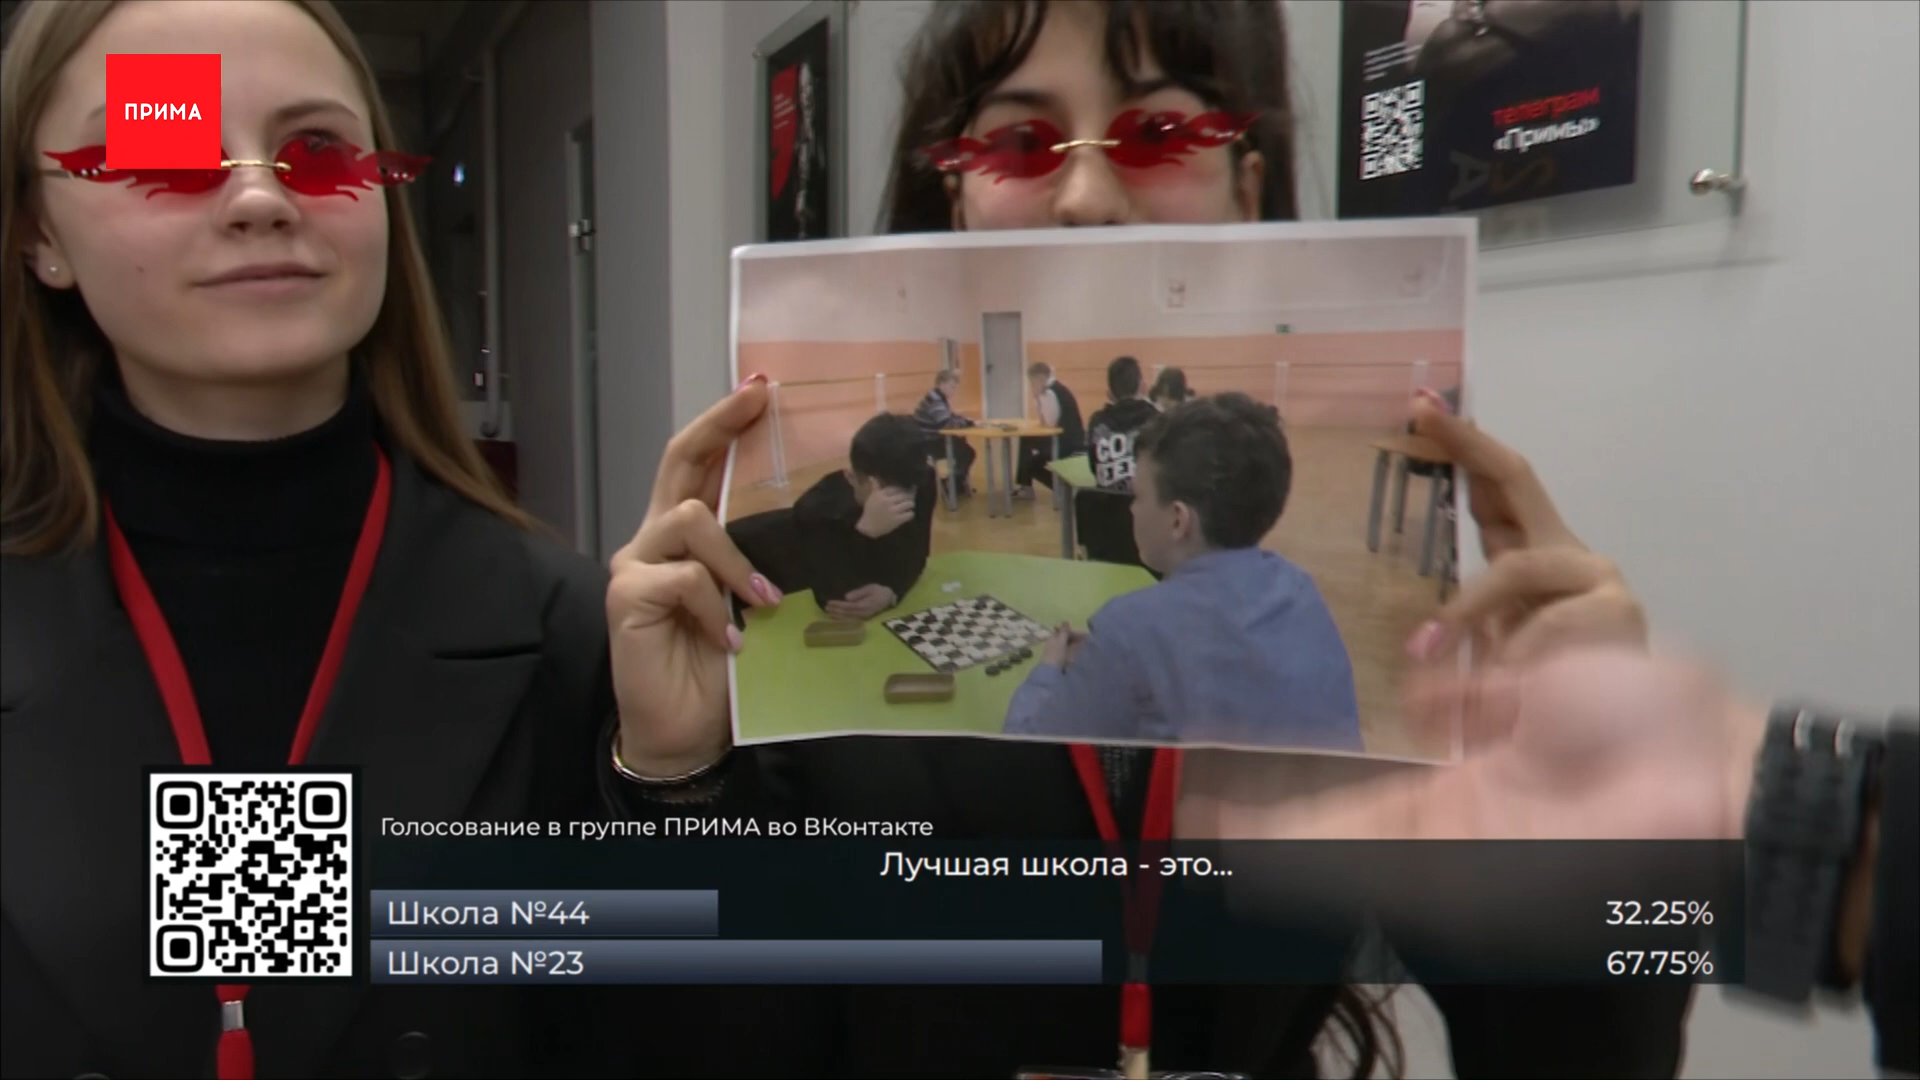 ПРИМА
телеграм
«Примы»
Голосование в группе ПРИМА во ВКонтакте
Лучшая школа - это...
Школа №44 32.25%
Школа №23 67.75%